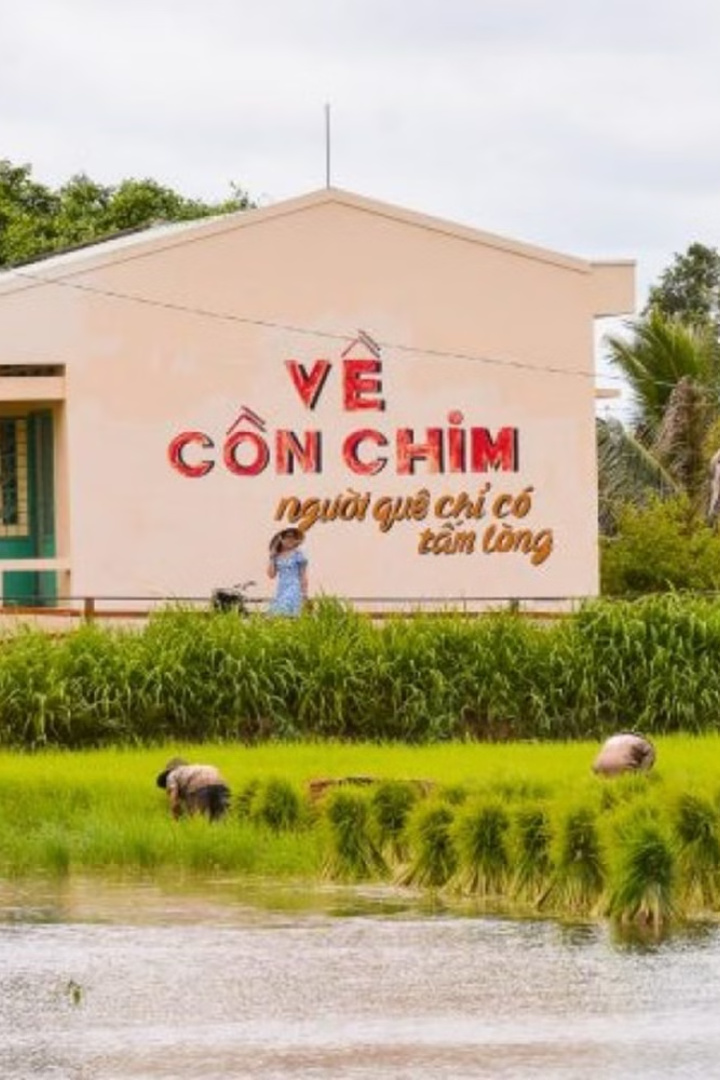 VỀ
CỒN CHIM
người quê chỉ có
tấm lòng